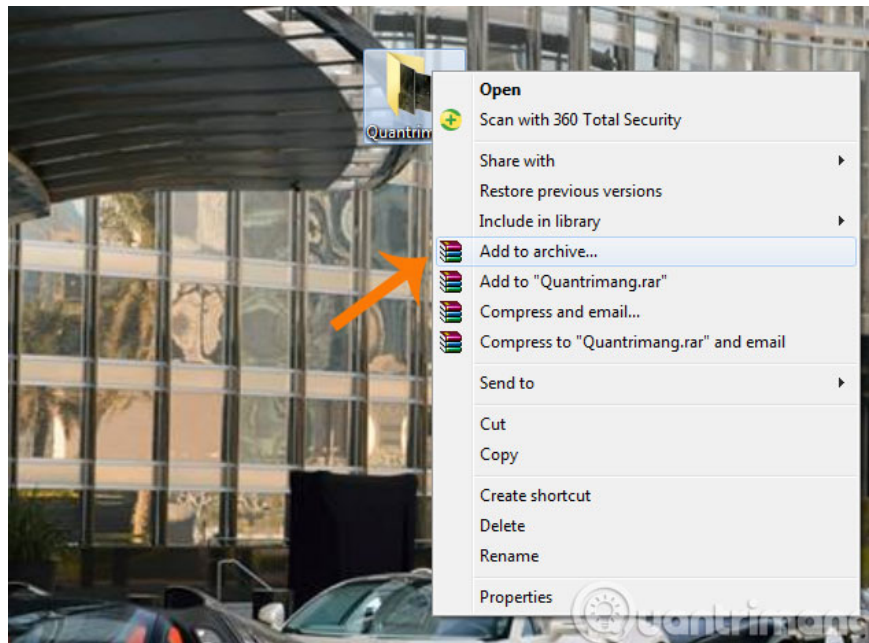 Open
Quantrim
Scan with 360 Total Security
Share with
Restore previous versions
Include in library
Add to archive...
Add to "Quantrimang.rar"
Compress and email...
Compress to "Quantrimang.rar" and email
Send to
Cut
Copy
Create shortcut
Delete
Rename
Properties
Quantrimang